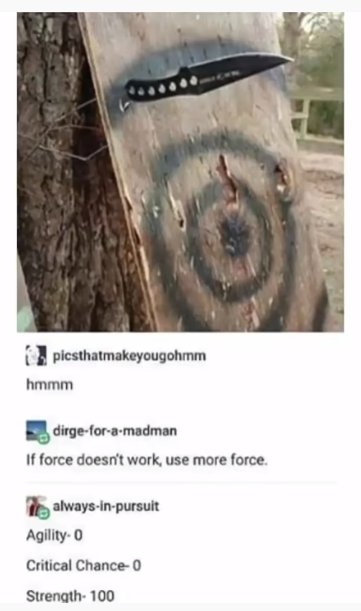 picsthatmakeyougohmm
hmmm
dirge-for-a-madman
If force doesn't work, use more force.
always-in-pursuit
Agility- 0
Critical Chance- 0
Strength- 100